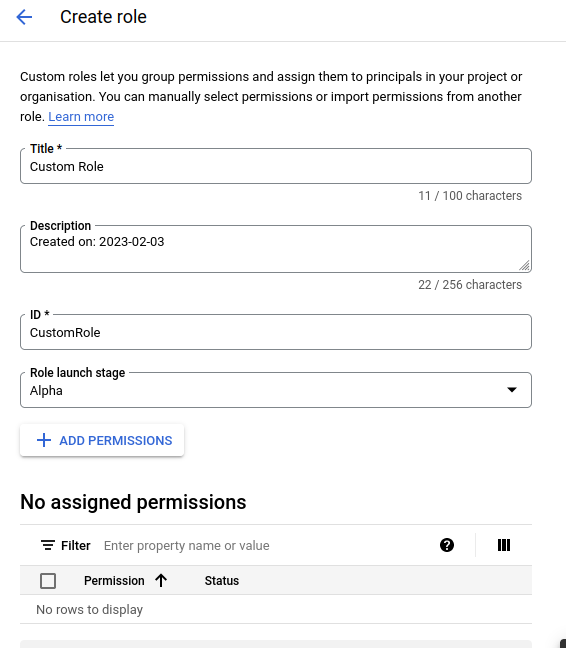 Create role
Custom roles let you group permissions and assign them to principals in your project or
organisation. You can manually select permissions or import permissions from another
role. Learn more
Title *
Custom Role
11 / 100 characters
Description
Created on: 2023-02-03
22 / 256 characters
ID *
CustomRole
Role launch stage
Alpha
ADD PERMISSIONS
No assigned permissions
Filter Enter property name or value
Permission Status
No rows to display